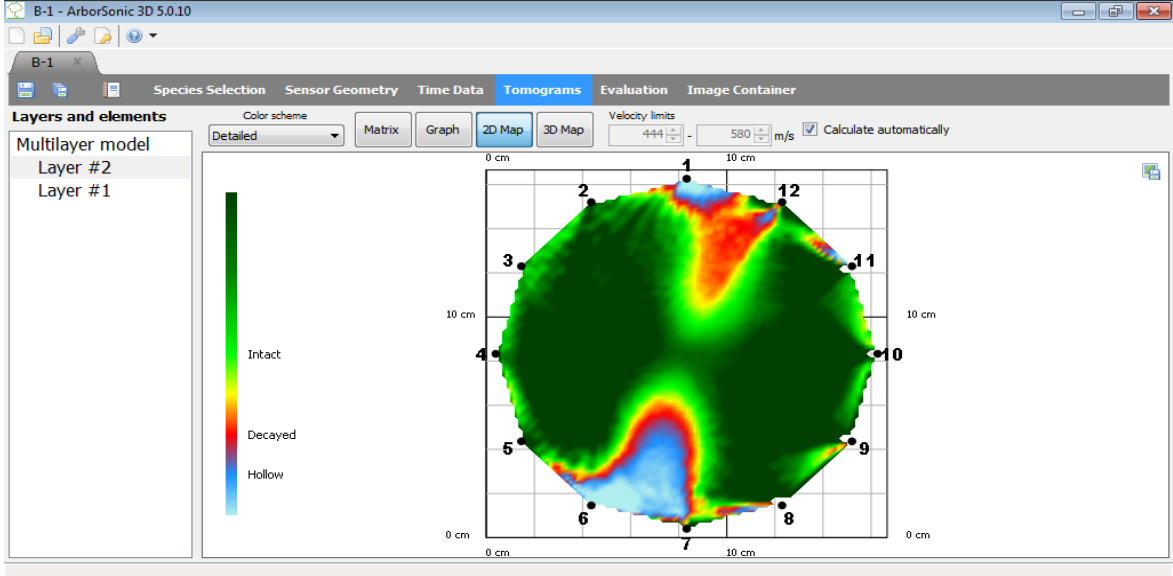 B-1 - ArborSonic 3D 5.0.10
B-1
Species Selection Sensor Geometry Time Data Tomograms Evaluation Image Container
Layers and elements
Multilayer model
Layer #2
Layer #1
Color scheme
Detailed
Matrix Graph 2D Map 3D Map
Velocity limits
444 - 580 m/s
Calculate automatically
0 cm 10 cm
1
2 12
3 11
10 cm 10 cm
Intact
4 10
Decayed
5 9
Hollow
6 8
7
0 cm 0 cm
0 cm 10 cm